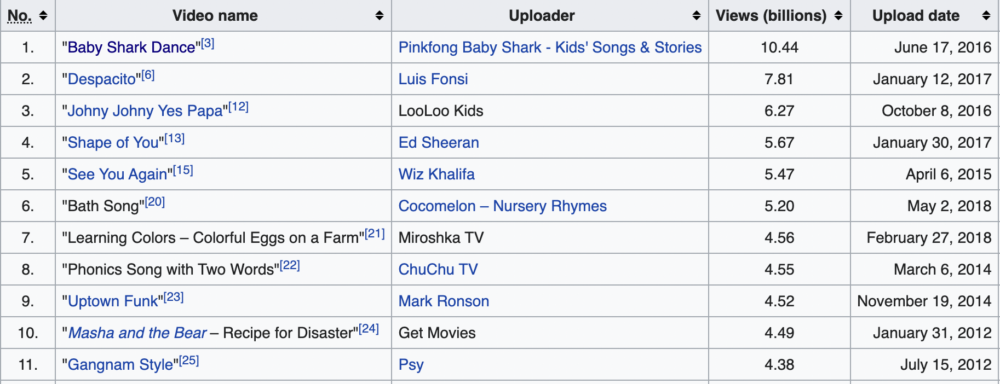 No. Video name Uploader Views (billions) Upload date
1. "Baby Shark Dance"[3] Pinkfong Baby Shark - Kids' Songs & Stories 10.44 June 17, 2016
2. "Despacito"[6] Luis Fonsi 7.81 January 12, 2017
3. "Johny Johny Yes Papa"[12] LooLoo Kids 6.27 October 8, 2016
4. "Shape of You"[13] Ed Sheeran 5.67 January 30, 2017
5. "See You Again"[15] Wiz Khalifa 5.47 April 6, 2015
6. "Bath Song"[20] Cocomelon – Nursery Rhymes 5.20 May 2, 2018
7. "Learning Colors – Colorful Eggs on a Farm"[21] Miroshka TV 4.56 February 27, 2018
8. "Phonics Song with Two Words"[22] ChuChu TV 4.55 March 6, 2014
9. "Uptown Funk"[23] Mark Ronson 4.52 November 19, 2014
10. "Masha and the Bear – Recipe for Disaster"[24] Get Movies 4.49 January 31, 2012
11. "Gangnam Style"[25] Psy 4.38 July 15, 2012